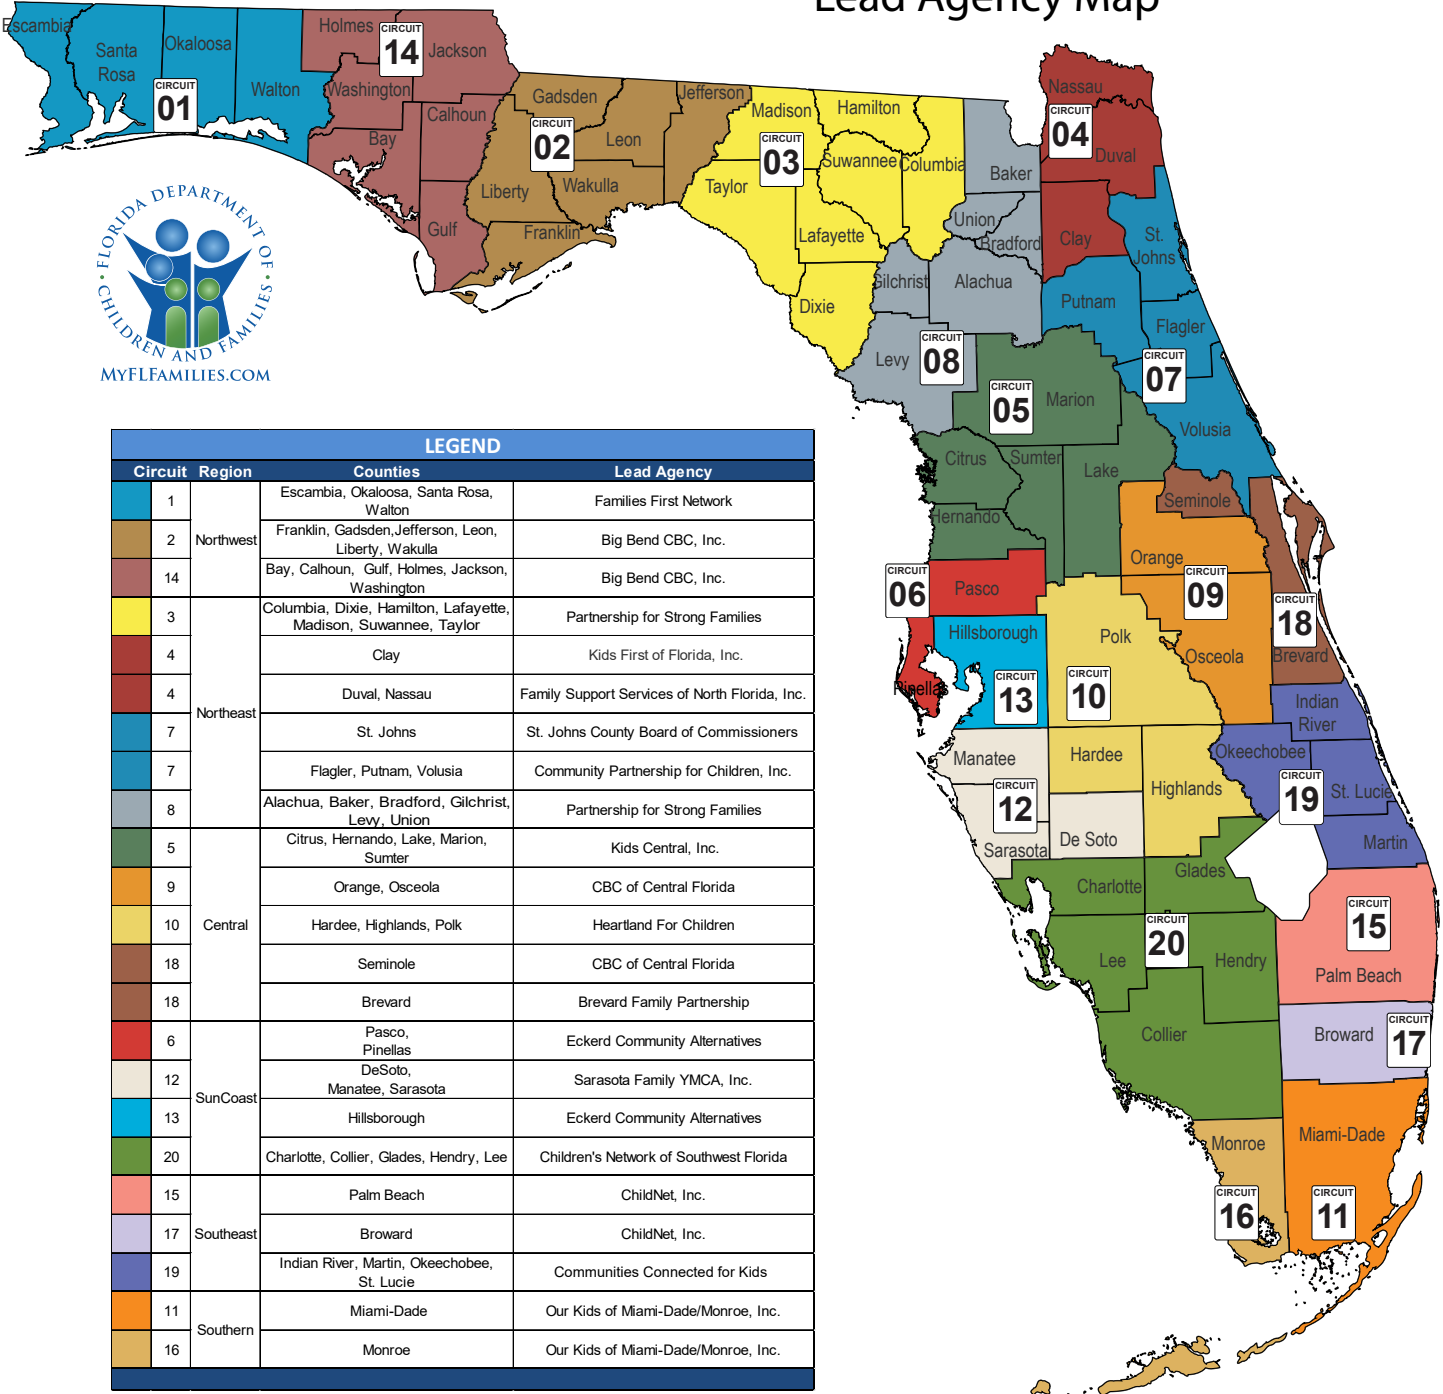 Lead Agency Map
Escambia
Santa
Rosa
Okaloosa
Walton
CIRCUIT
01
Holmes
CIRCUIT
14
Jackson
Washington
Calhoun
Bay
Gulf
Gadsden
Jefferson
CIRCUIT
02
Leon
Liberty
Wakulla
Franklin
Madison
Hamilton
CIRCUIT
03
Suwannee
Columbia
Taylor
Lafayette
Dixie
Nassau
CIRCUIT
04
Duval
Clay
Baker
Union
Bradford
Gilchrist
Alachua
Levy
CIRCUIT
08
St.
Johns
Putnam
Flagler
CIRCUIT
07
Volusia
CIRCUIT
05
Marion
Citrus
Sumter
Lake
Hernando
Seminole
Orange
CIRCUIT
09
Osceola
CIRCUIT
06
Pasco
Pinellas
Hillsborough
CIRCUIT
13
Polk
CIRCUIT
10
Hardee
Highlands
CIRCUIT
18
Brevard
Indian
River
Okeechobee
CIRCUIT
19
St. Lucie
Martin
Manatee
CIRCUIT
12
Sarasota
De Soto
Charlotte
Glades
CIRCUIT
20
Lee
Hendry
Collier
CIRCUIT
15
Palm Beach
Broward
CIRCUIT
17
Miami-Dade
CIRCUIT
11
Monroe
CIRCUIT
16
FLORIDA DEPARTMENT OF
CHILDREN AND FAMILIES
MYFLFAMILIES.COM
LEGEND
Circuit Region Counties Lead Agency
1 Escambia, Okaloosa, Santa Rosa, Families First Network
Walton
Northwest
2 Franklin, Gadsden,Jefferson, Leon, Big Bend CBC, Inc.
Liberty, Wakulla
14 Bay, Calhoun, Gulf, Holmes, Jackson, Big Bend CBC, Inc.
Washington
3 Columbia, Dixie, Hamilton, Lafayette, Partnership for Strong Families
Madison, Suwannee, Taylor
4 Clay Kids First of Florida, Inc.
4 Duval, Nassau Family Support Services of North Florida, Inc.
Northeast
7 St. Johns St. Johns County Board of Commissioners
7 Flagler, Putnam, Volusia Community Partnership for Children, Inc.
8 Alachua, Baker, Bradford, Gilchrist, Partnership for Strong Families
Levy, Union
5 Citrus, Hernando, Lake, Marion, Kids Central, Inc.
Sumter
9 Orange, Osceola CBC of Central Florida
10 Central Hardee, Highlands, Polk Heartland For Children
18 Seminole CBC of Central Florida
18 Brevard Brevard Family Partnership
6 Pasco, Eckerd Community Alternatives
Pinellas
12 DeSoto, Sarasota Family YMCA, Inc.
Manatee, Sarasota
SunCoast
13 Hillsborough Eckerd Community Alternatives
20 Charlotte, Collier, Glades, Hendry, Lee Children's Network of Southwest Florida
15 Palm Beach ChildNet, Inc.
17 Southeast Broward ChildNet, Inc.
19 Indian River, Martin, Okeechobee, Communities Connected for Kids
St. Lucie
11 Miami-Dade Our Kids of Miami-Dade/Monroe, Inc.
Southern
16 Monroe Our Kids of Miami-Dade/Monroe, Inc.